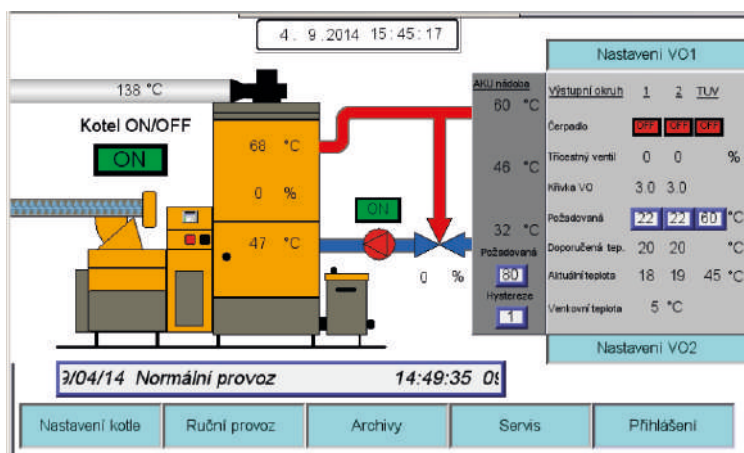 4. 9.2014 15:45:17
Nastavení VO1
138 °C
Kotel ON/OFF
ON
68 °C
0 %
47 °C
ON
0 %
AKU nádoba
60 °C
46 °C
32 °C
Požadovaná
80
Hystereze
1
Výstupní okruh 1 2 TUV
Čerpadlo OFF OFF OFF
Třícestný ventil 0 0 %
Křivka VO 3.0 3.0
Požadovaná 22 22 60 °C
Doporučená tep. 20 20 °C
Aktuální teplota 18 19 45 °C
Venkovní teplota 5 °C
Nastavení VO2
9/04/14 Normální provoz 14:49:35 09
Nastavení kotle
Ruční provoz
Archivy
Servis
Přihlášení